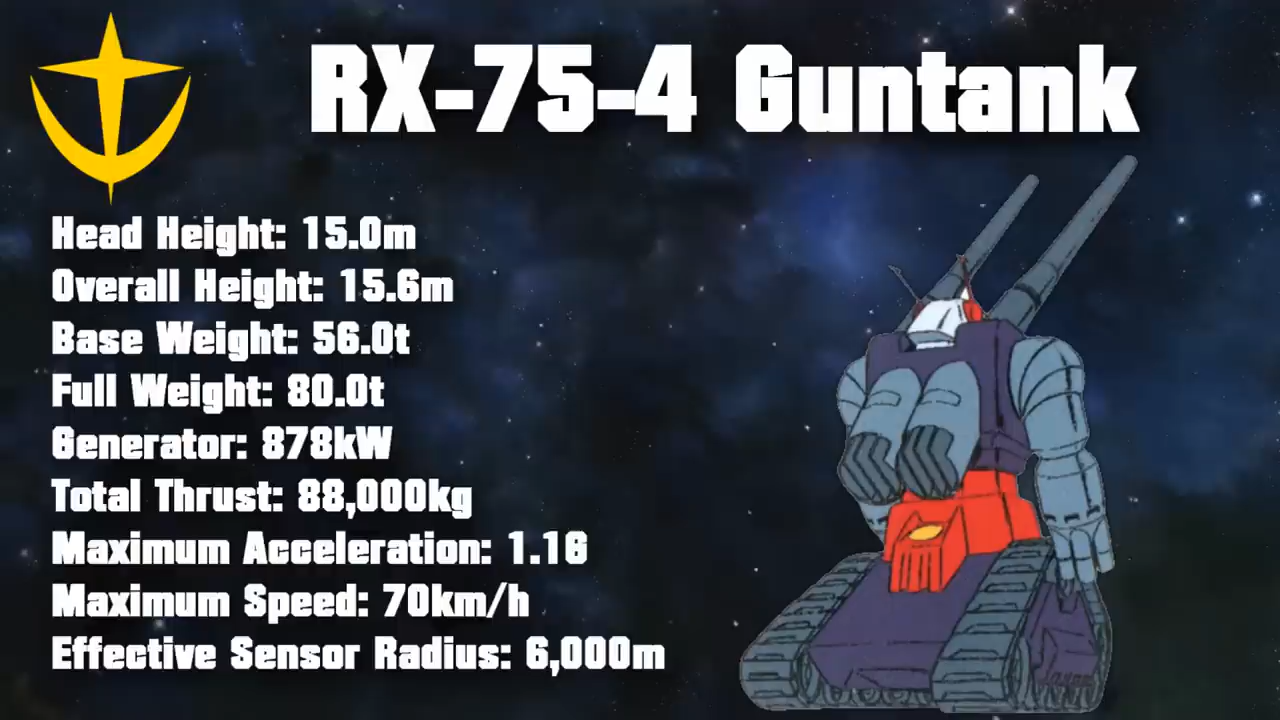 RX-75-4 Guntank
Head Height: 15.0m
Overall Height: 15.6m
Base Weight: 56.0t
Full Weight: 80.0t
Generator: 878kW
Total Thrust: 88,000kg
Maximum Acceleration: 1.1G
Maximum Speed: 70km/h
Effective Sensor Radius: 6,000m